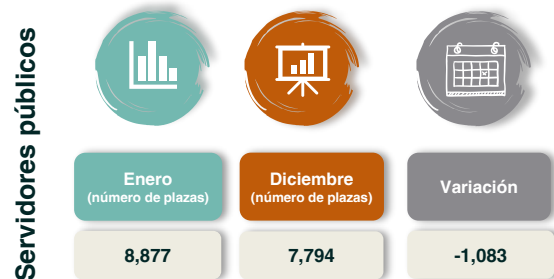 Servidores públicos
Enero
(número de plazas)
Diciembre
(número de plazas)
Variación
8,877
7,794
-1,083